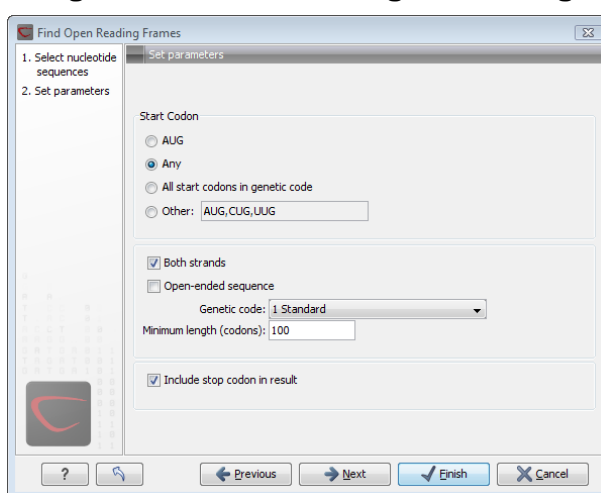 Find Open Reading Frames
1. Select nucleotide
sequences
2. Set parameters
Set parameters
Start Codon
AUG
Any
All start codons in genetic code
Other: AUG,CUG,UUG
Both strands
Open-ended sequence
Genetic code: 1 Standard
Minimum length (codons): 100
Include stop codon in result
? Previous Next Finish Cancel